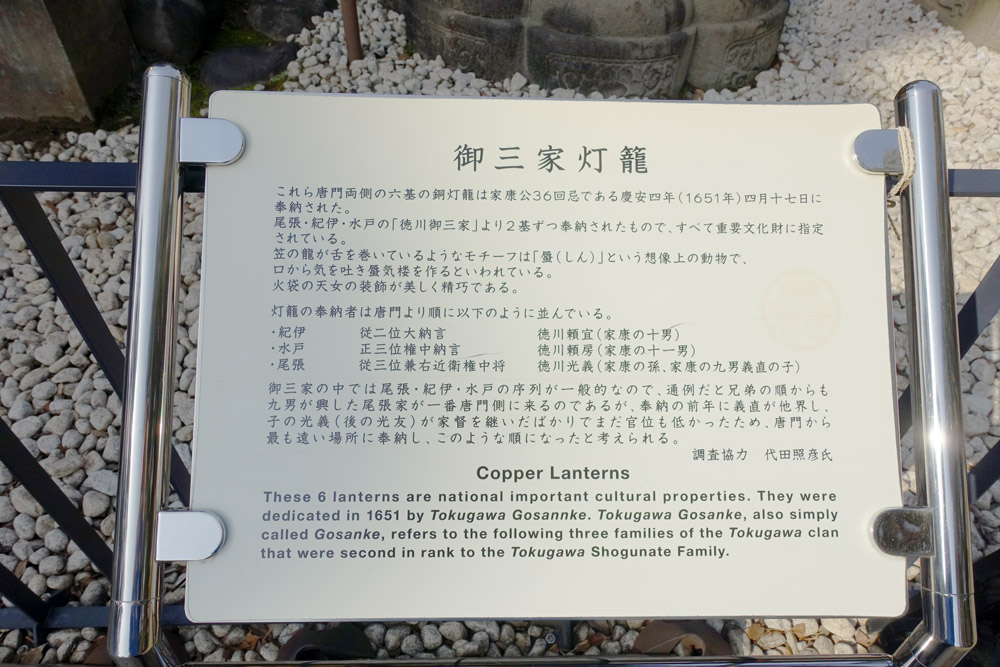 御三家灯籠
これら唐門両側の六基の銅灯籠は家康公36回忌である慶安四年(1651年)四月十七日に
奉納された。
尾張・紀伊・水戸の「徳川御三家」より2基ずつ奉納されたもので、すべて重要文化財に指定
されている。
笠の龍が舌を巻いているようなモチーフは「蜃(しん)」という想像上の動物で、
口から気を吐き蜃気楼を作るといわれている。
火袋の天女の装飾が美しく精巧である。
灯籠の奉納者は唐門より順に以下のように並んでいる。
・紀伊 従二位大納言 徳川頼宜(家康の十男)
・水戸 正三位権中納言 徳川頼房(家康の十一男)
・尾張 従三位兼右近衛権中将 徳川光義(家康の孫、家康の九男義直の子)
御三家の中では尾張・紀伊・水戸の序列が一般的なので、通例だと兄弟の順からも
九男が興した尾張家が一番唐門側に来るのであるが、奉納の前年に義直が他界し、
子の光義(後の光友)が家督を継いだばかりでまだ官位も低かったため、唐門から
最も遠い場所に奉納し、このような順になったと考えられる。
調査協力 代田照彦氏
Copper Lanterns
These 6 lanterns are national important cultural properties. They were
dedicated in 1651 by Tokugawa Gosannke. Tokugawa Gosanke, also simply
called Gosanke, refers to the following three families of the Tokugawa clan
that were second in rank to the Tokugawa Shogunate Family.